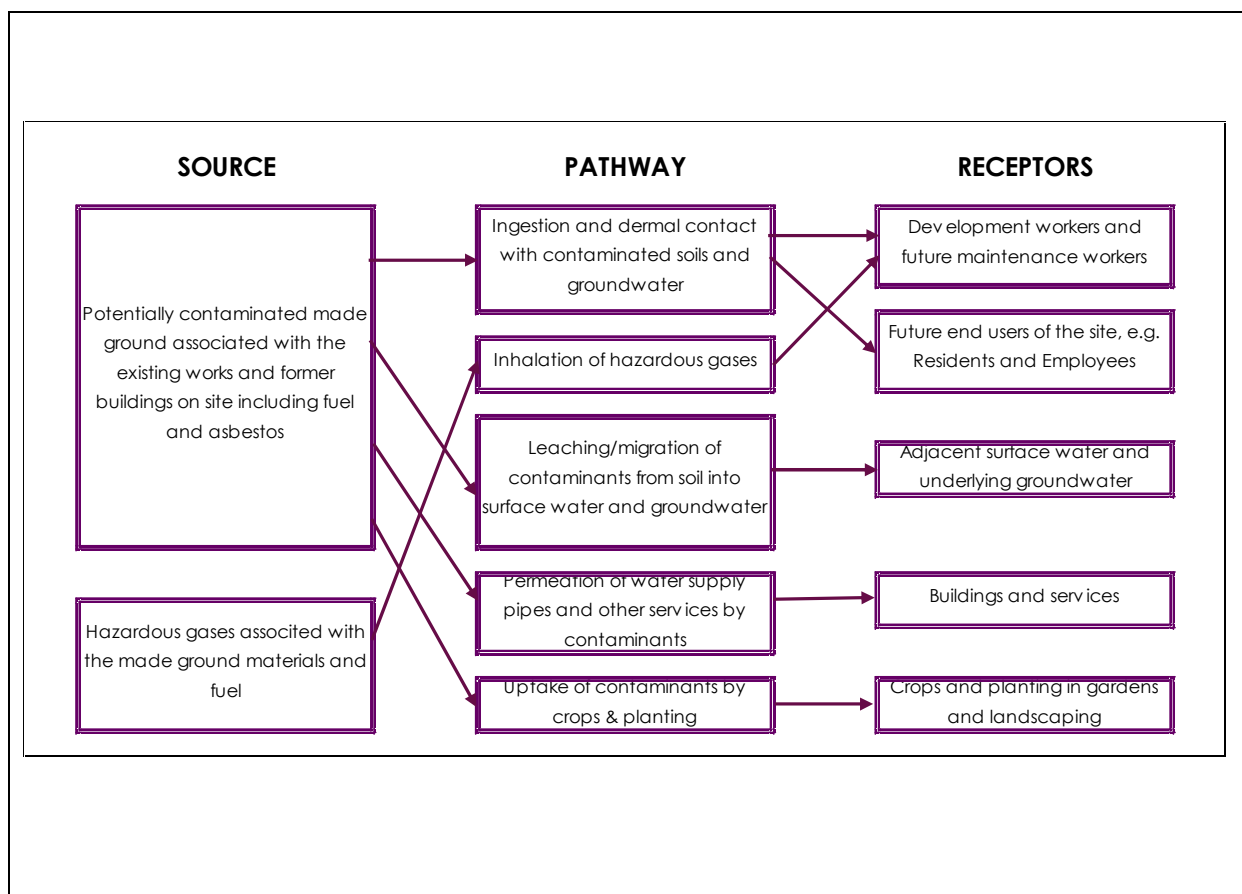 SOURCE
PATHWAY
RECEPTORS
Potentially contaminated made
ground associated with the
existing works and former
buildings on site including fuel
and asbestos
Hazardous gases associted with
the made ground materials and
fuel
Ingestion and dermal contact
with contaminated soils and
groundwater
Inhalation of hazardous gases
Leaching/migration of
contaminants from soil into
surface water and groundwater
Permeation of water supply
pipes and other services by
contaminants
Uptake of contaminants by
crops & planting
Development workers and
future maintenance workers
Future end users of the site, e.g.
Residents and Employees
Adjacent surface water and
underlying groundwater
Buildings and services
Crops and planting in gardens
and landscaping